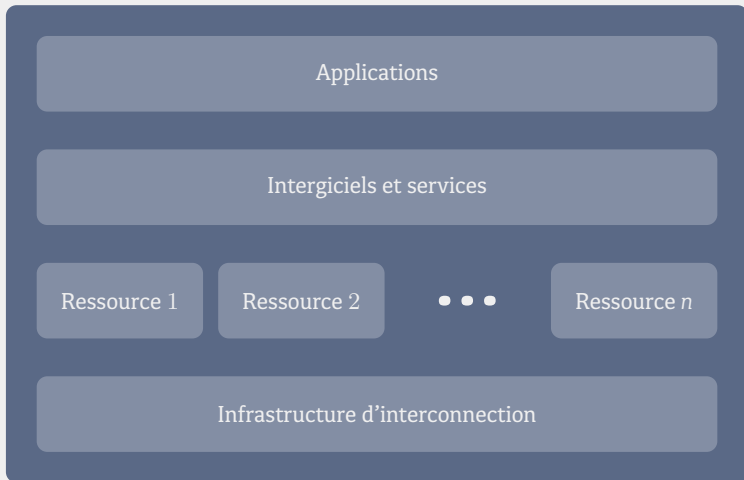 Applications
Intergiciels et services
Ressource 1 Ressource 2 ••• Ressource n
Infrastructure d’interconnection